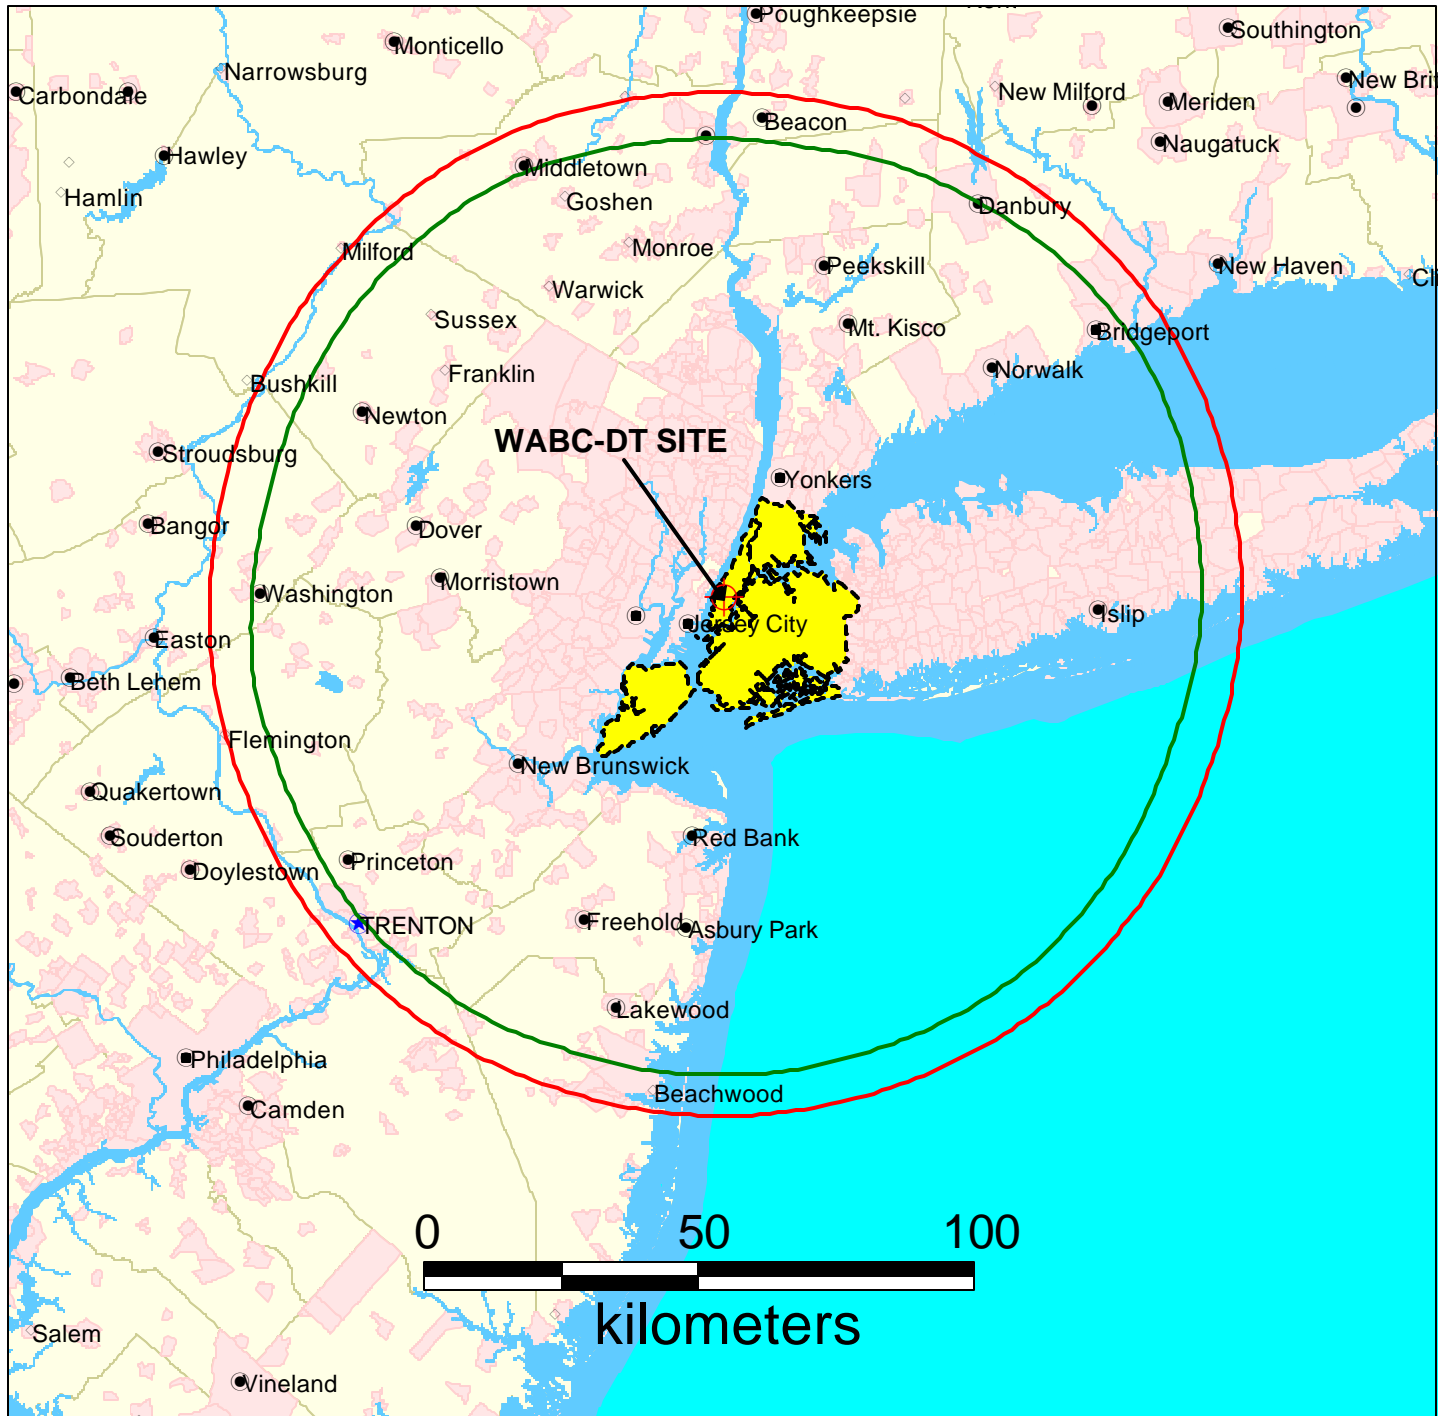 Poughkeepsie
Southington
Monticello
Narrowsburg
Carbondale
New Milford
Meriden
New Brit
Beacon
Naugatuck
Hawley
Middletown
Hamlin
Goshen
Danbury
Milford
Monroe
Peekskill
New Haven
Cli
Warwick
Sussex
Mt. Kisco
Bridgeport
Franklin
Norwalk
Bushkill
Newton
WABC-DT SITE
Stroudsburg
Yonkers
Bangor
Dover
Morristown
Washington
Islip
Jersey City
Easton
Beth Lehem
Flemington
New Brunswick
Quakertown
Souderton
Red Bank
Princeton
Doylestown
Freehold
TRENTON
Asbury Park
Lakewood
Philadelphia
Beachwood
Camden
0 50 100
kilometers
Salem
Vineland